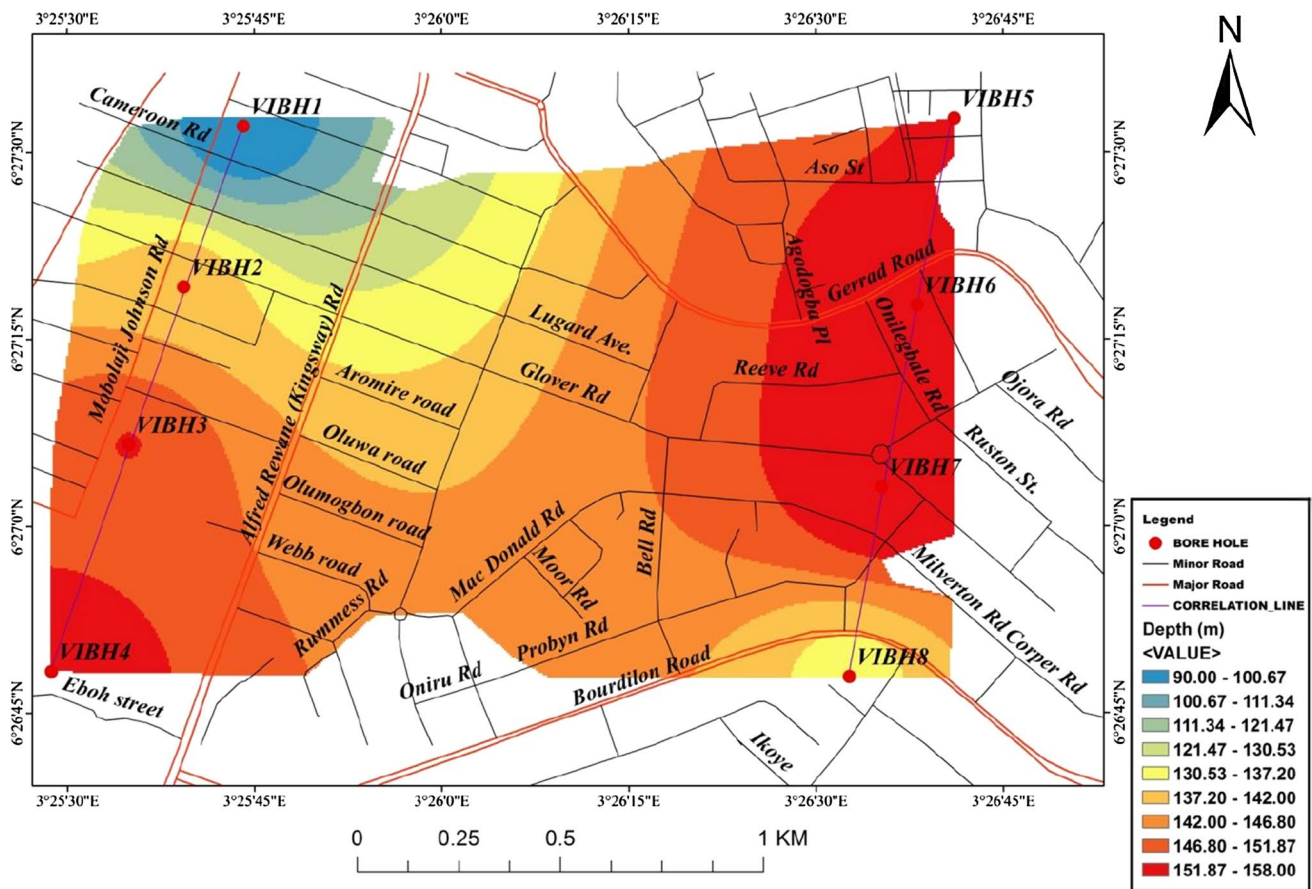 3°25'30"E 3°25'45"E 3°26'0"E 3°26'15"E 3°26'30"E 3°26'45"E
N
Cameroon Rd
VIBH1
VIBH5
6°27'30"N
6°27'30"N
Aso St
Mobolaji Johnson Rd
VIBH2
Agodogba Pl
Gerrad Road
VIBH6
6°27'15"N
6°27'15"N
Alfred Rewane (Kingsway) Rd
Lugard Ave.
Onilegbale Rd
Aromire road
Glover Rd
Reeve Rd
Ojora Rd
VIBH3
Oluwa road
Ruston St.
VIBH7
Olumogbon road
6°27'0"N
6°27'0"N
Webb road
Mac Donald Rd
Moor Rd
Bell Rd
Milverton Rd
Corper Rd
Rummess Rd
Probyn Rd
VIBH4
VIBH8
Eboh street
Oniru Rd
Bourdilon Road
6°26'45"N
6°26'45"N
Ikoye
3°25'30"E 3°25'45"E 3°26'0"E 3°26'15"E 3°26'30"E 3°26'45"E
0 0.25 0.5 1 KM
Legend
BORE HOLE
Minor Road
Major Road
CORRELATION_LINE
Depth (m)
<VALUE>
90.00 - 100.67
100.67 - 111.34
111.34 - 121.47
121.47 - 130.53
130.53 - 137.20
137.20 - 142.00
142.00 - 146.80
146.80 - 151.87
151.87 - 158.00